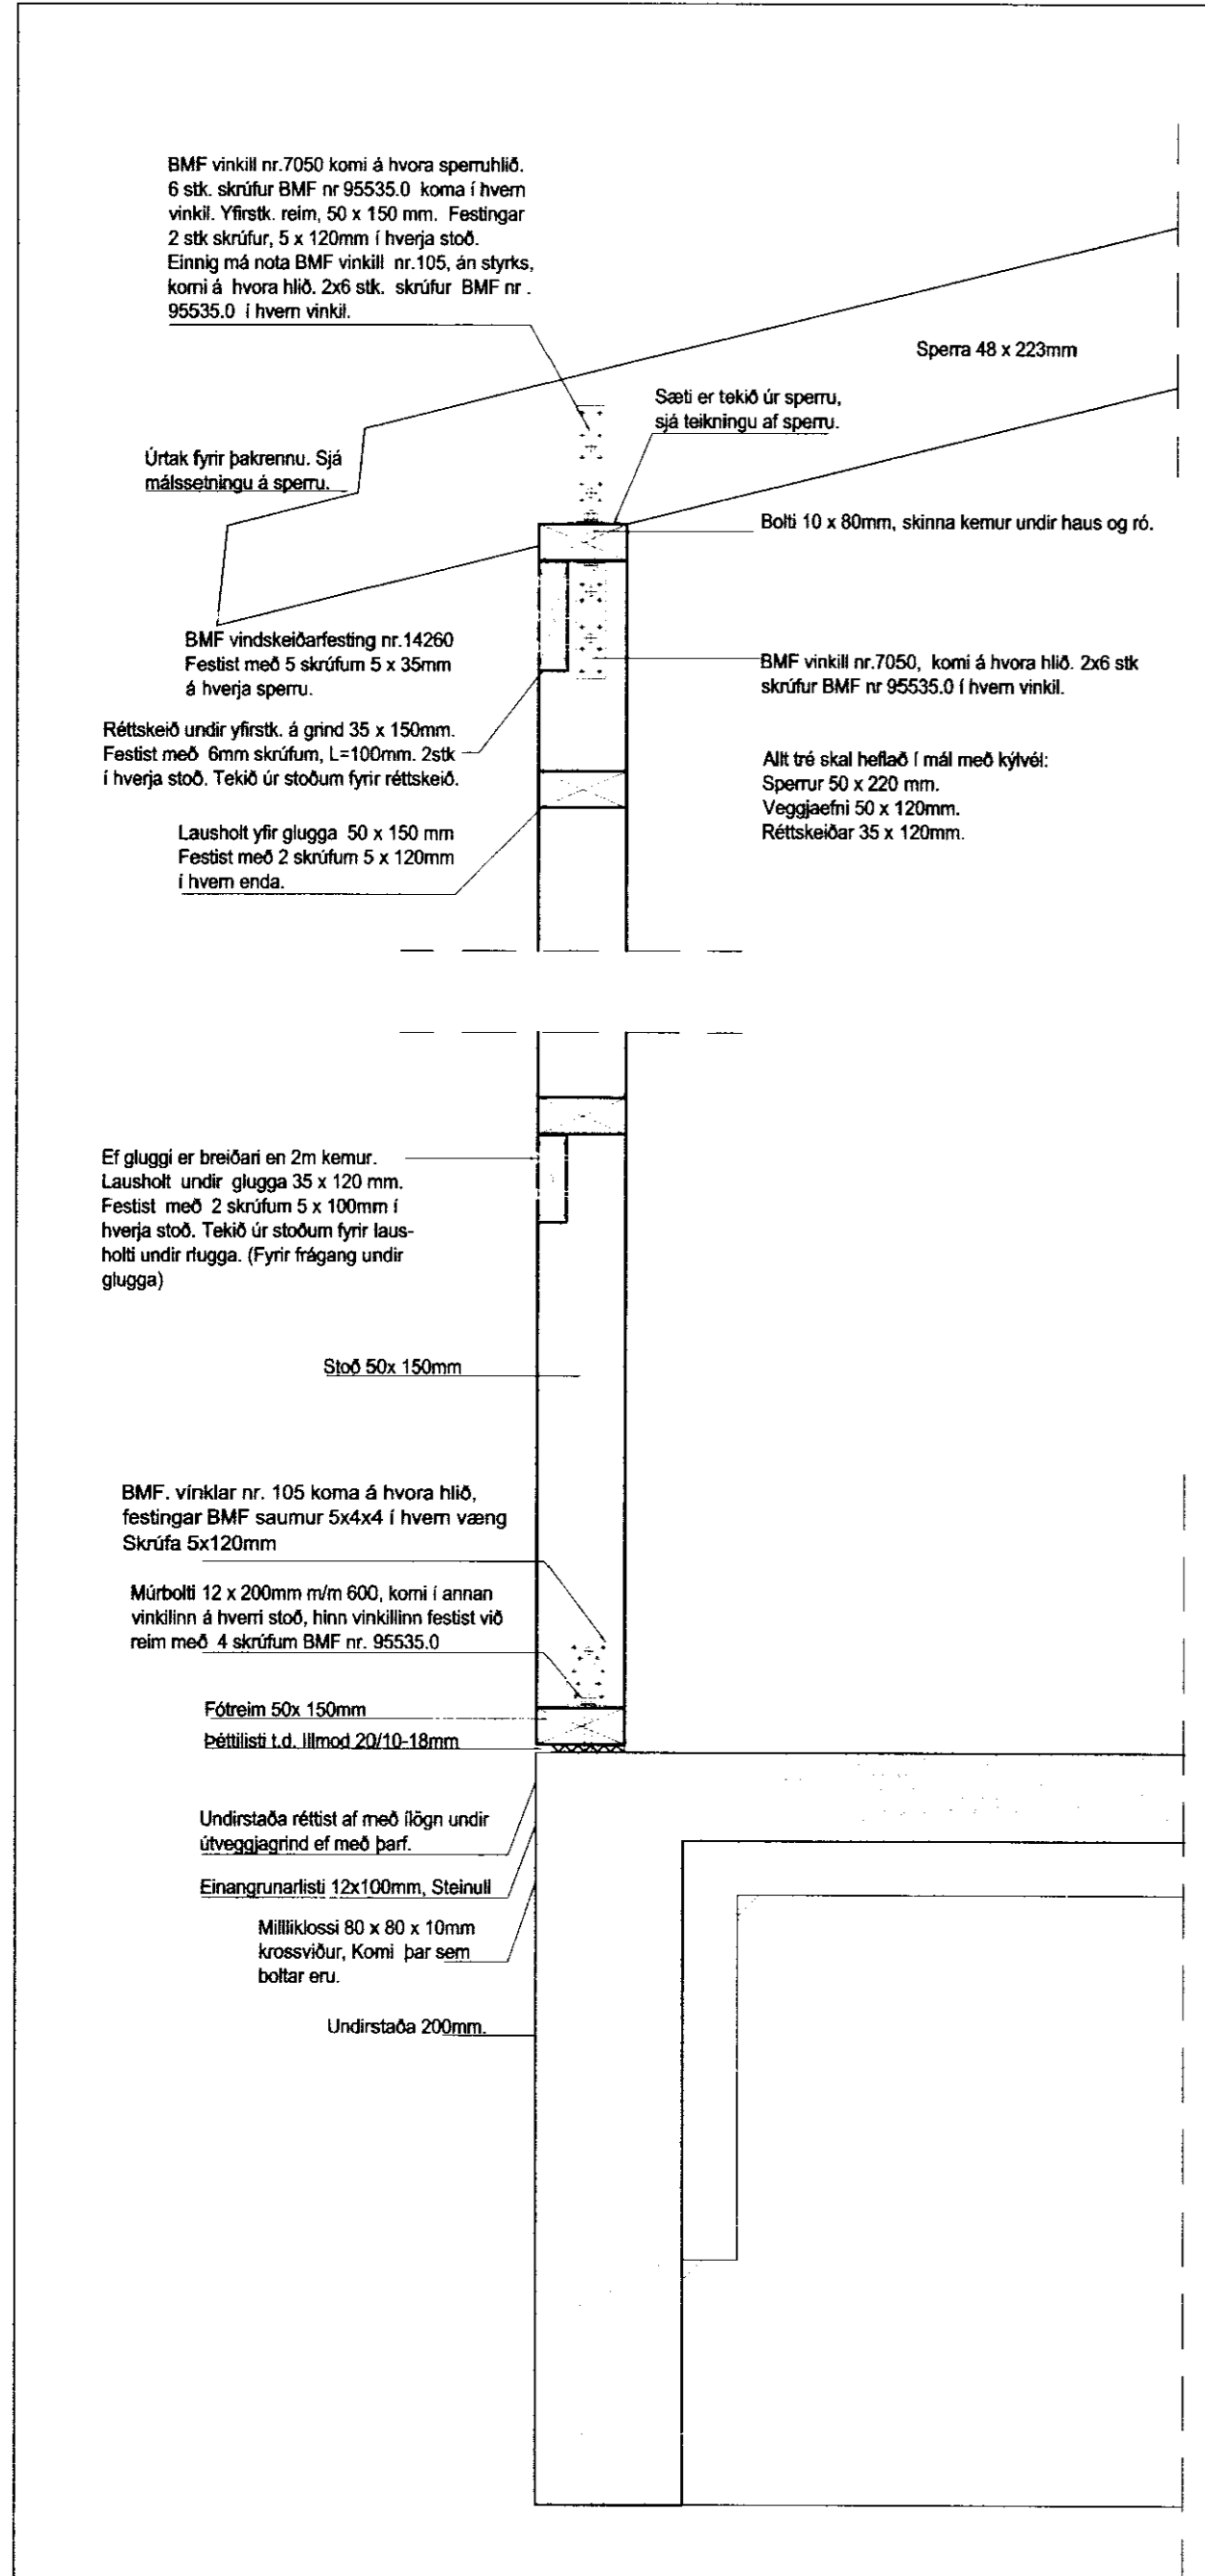 BMF vinkill nr.7050 komi á hvora sperruhlið.
6 stk. skrúfur BMF nr 95535.0 koma í hvern
vinkil. Yfirstk. reim, 50 x 150 mm. Festingar
2 stk skrúfur, 5 x 120mm í hverja stoð.
Einnig má nota BMF vinkill nr.105, án styrks,
komi á hvora hlið. 2x6 stk. skrúfur BMF nr .
95535.0 í hvern vinkil.
Sperra 48 x 223mm
Sæti er tekið úr sperru,
sjá teikningu af sperru.
Úrtak fyrir þakrennu. Sjá
málssetningu á sperru.
Bolti 10 x 80mm, skinna kemur undir haus og ró.
BMF vindskeiðarfesting nr.14260
Festist með 5 skrúfum 5 x 35mm
á hverja sperru.
BMF vinkill nr.7050, komi á hvora hlið. 2x6 stk
skrúfur BMF nr 95535.0 í hvern vinkil.
Réttskeið undir yfirstk. á grind 35 x 150mm.
Festist með 6mm skrúfum, L=100mm. 2stk
í hverja stoð. Tekið úr stoðum fyrir réttskeið.
Allt tré skal heflað í mál með kýlvél:
Sperrur 50 x 220 mm.
Veggjaefni 50 x 120mm.
Réttskeiðar 35 x 120mm.
Lausholt yfir glugga 50 x 150 mm
Festist með 2 skrúfum 5 x 120mm
í hvern enda.
Ef gluggi er breiðari en 2m kemur.
Lausholt undir glugga 35 x 120 mm.
Festist með 2 skrúfum 5 x 100mm í
hverja stoð. Tekið úr stoðum fyrir laus-
holti undir rlugga. (Fyrir frágang undir
glugga)
Stoð 50x 150mm
BMF. vínklar nr. 105 koma á hvora hlið,
festingar BMF saumur 5x4x4 í hvern væng
Skrúfa 5x120mm
Múrbolti 12 x 200mm m/m 600, komi í annan
vinkilinn á hverri stoð, hinn vinkillinn festist við
reim með 4 skrúfum BMF nr. 95535.0
Fótreim 50x 150mm
Þéttilisti t.d. Illmod 20/10-18mm
Undirstaða réttist af með ílögn undir
útveggjagrind ef með þarf.
Einangrunarlisti 12x100mm, Steinull
Milliklossi 80 x 80 x 10mm
krossviður, Komi þar sem
boltar eru.
Undirstaða 200mm.